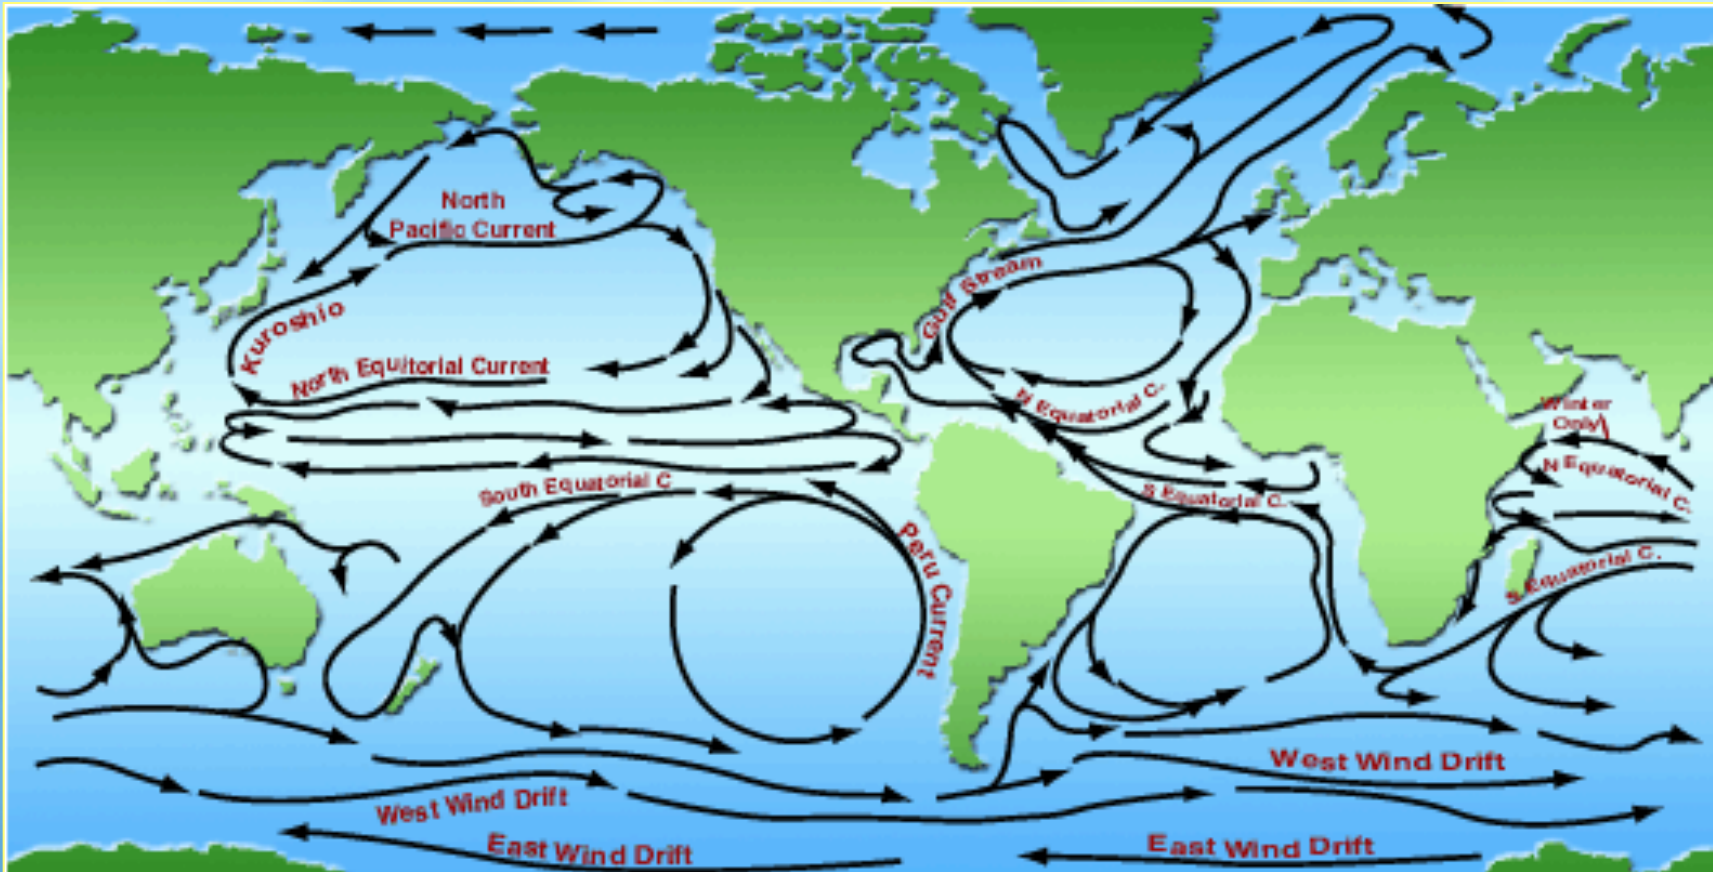 North
Pacific Current
Kuroshio
North Equitorial Current
South Equatorial C
Peru Current
Gulf Stream
N Equatorial C.
S Equatorial C.
Winter
Only
N Equatorial C.
S Equatorial C.
West Wind Drift
West Wind Drift
East Wind Drift
East Wind Drift